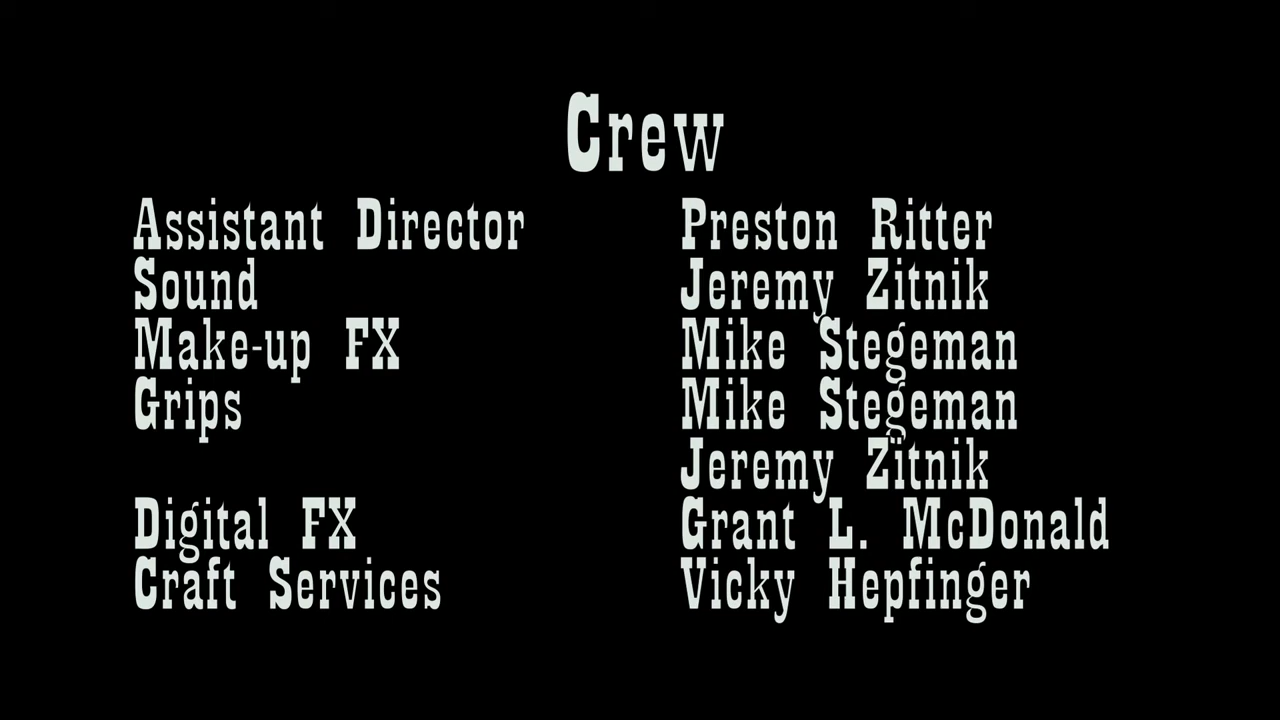 Crew
Assistant Director Preston Ritter
Sound Jeremy Zitnik
Make-up FX Mike Stegeman
Grips Mike Stegeman
Jeremy Zitnik
Digital FX Grant L. McDonald
Craft Services Vicky Hepfinger